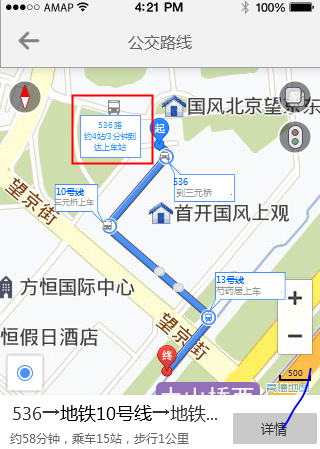 AMAP
4:21 PM
100%
公交路线
国风北京望京东
536路
约4站/3分钟到
达上车站
起
536
到三元桥
10号线
三元桥上车
望京街
首开国风上观
方恒国际中心
13号线
芍药居上车
恒假日酒店
望京街
终
500
高德地图
536→地铁10号线→地铁...
约58分钟，乘车15站，步行1公里
详情